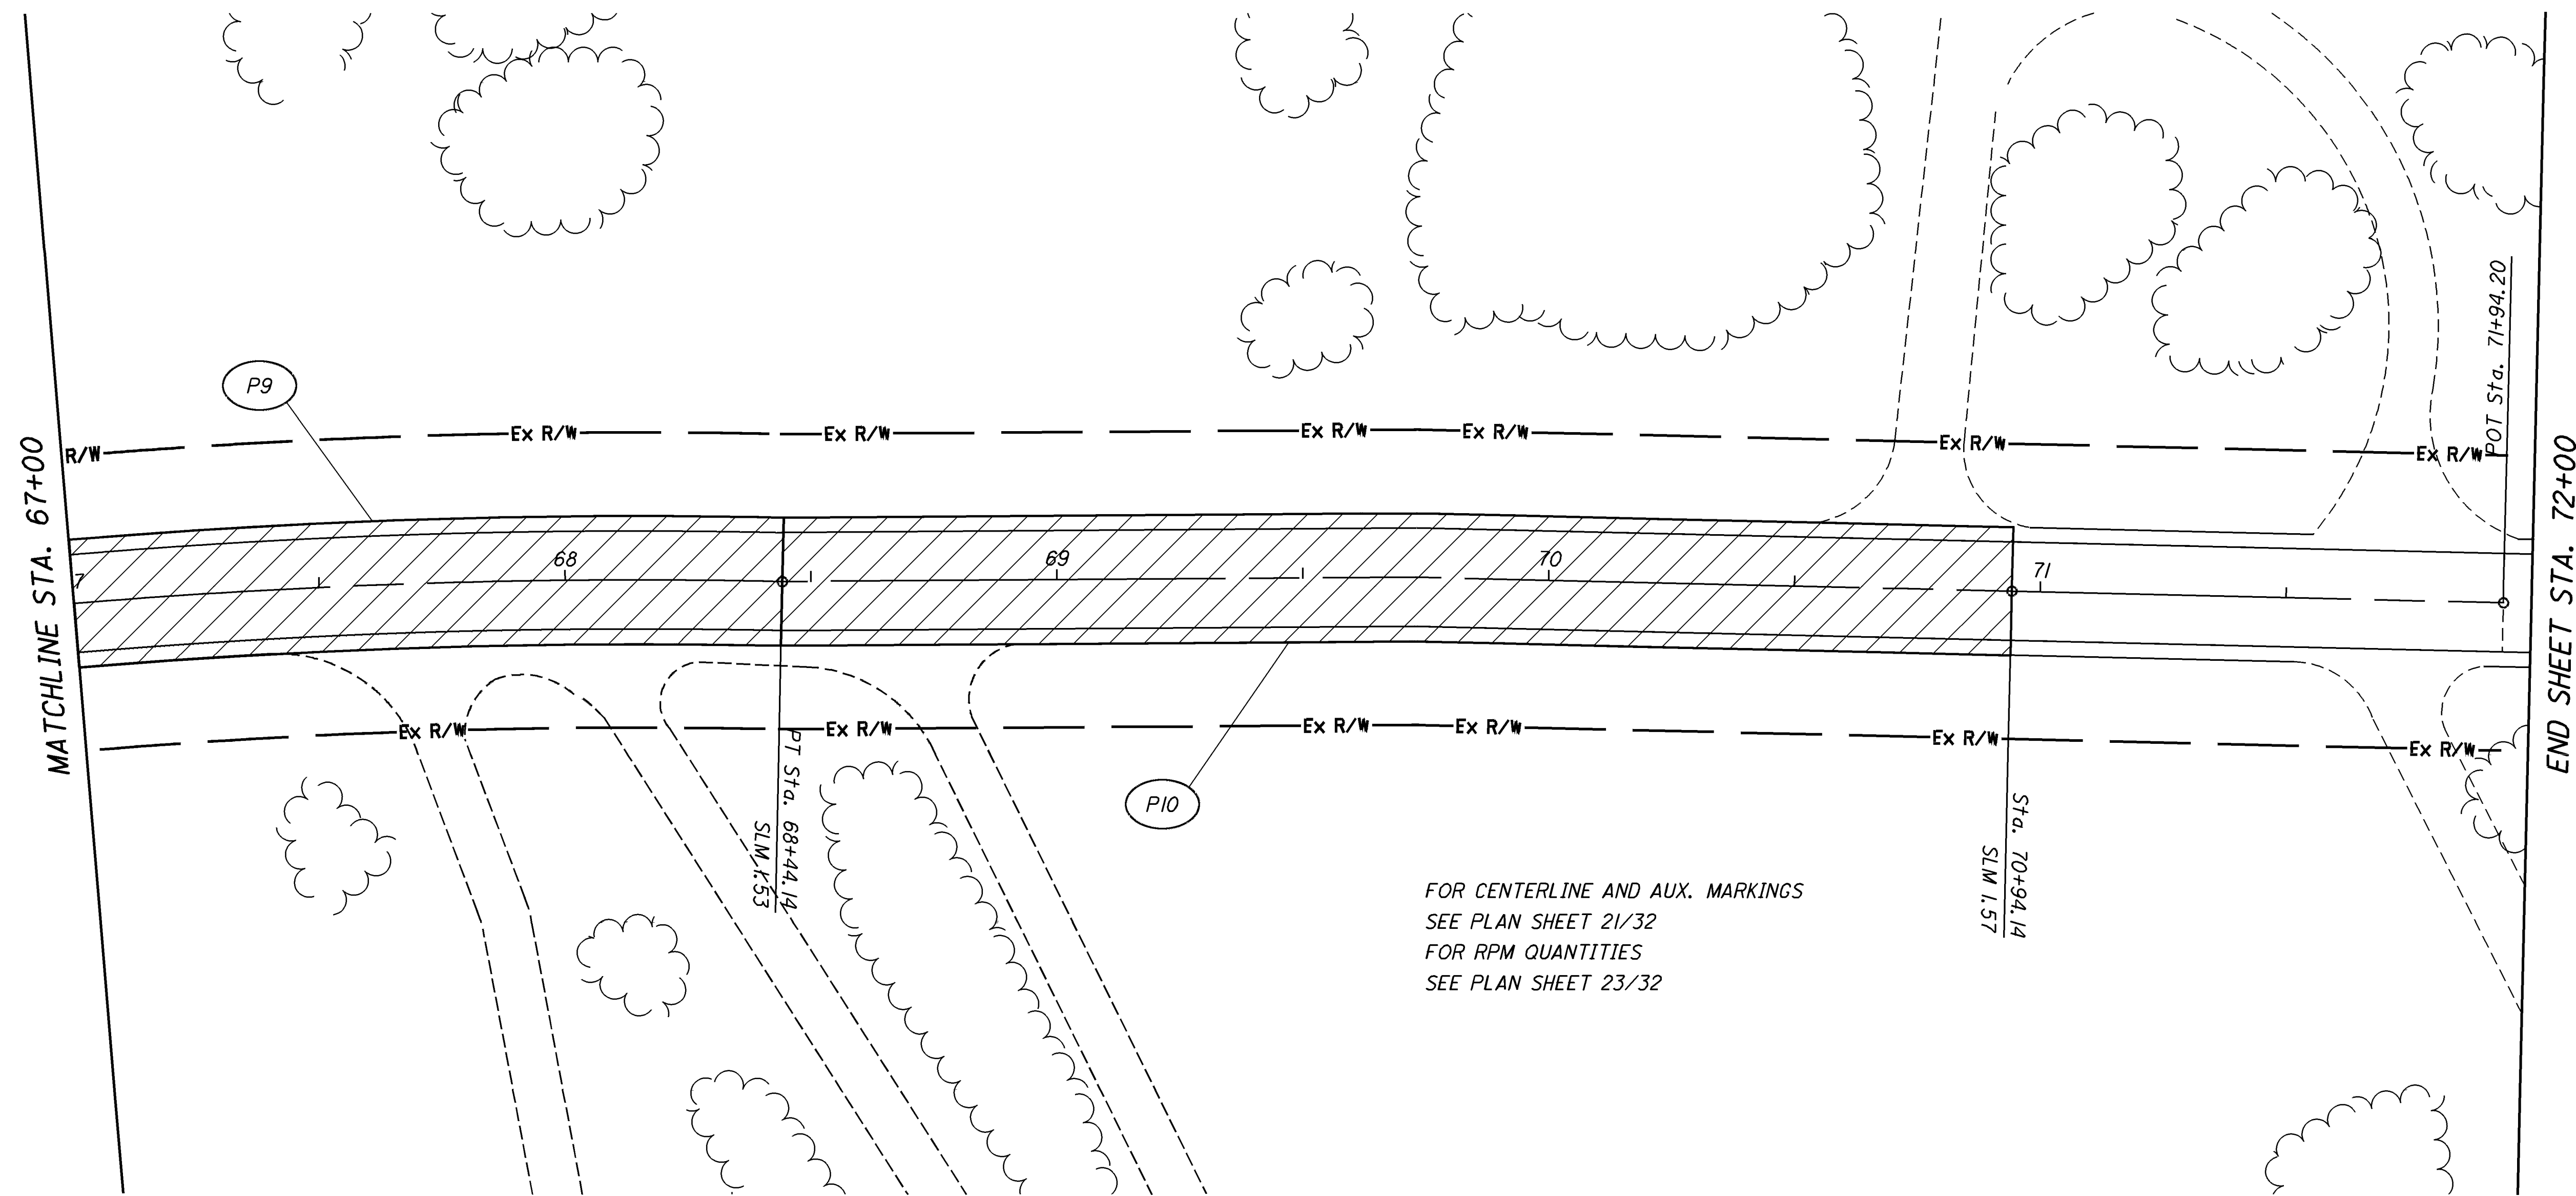 POT Sta. 71+94.20
P9
Ex R/W
Ex R/W
Ex R/W
Ex R/W
Ex R/W
Ex R/W
R/W
MATCHLINE STA. 67+00
END SHEET STA. 72+00
7
68
69
70
71
Ex R/W
Ex R/W
Ex R/W
Ex R/W
Ex R/W
Ex R/W
P10
PT Sta. 68+44.14
SLM 1.53
Sta. 70+94.14
SLM 1.57
FOR CENTERLINE AND AUX. MARKINGS
SEE PLAN SHEET 21/32
FOR RPM QUANTITIES
SEE PLAN SHEET 23/32